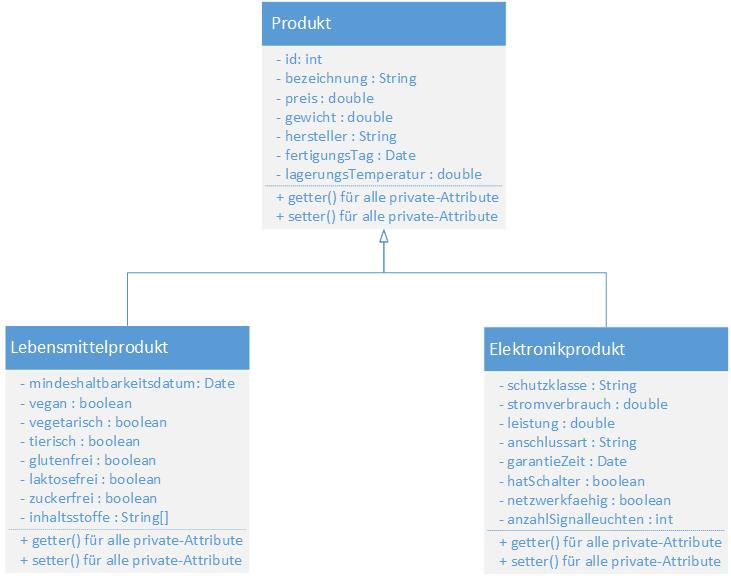 Produkt
- id: int
- bezeichnung : String
- preis : double
- gewicht : double
- hersteller : String
- fertigungsTag : Date
- lagerungsTemperatur : double
+ getter() für alle private-Attribute
+ setter() für alle private-Attribute
Lebensmittelprodukt
- mindeshaltbarkeitsdatum: Date
- vegan : boolean
- vegetarisch : boolean
- tierisch : boolean
- glutenfrei : boolean
- laktosefrei : boolean
- zuckerfrei : boolean
- inhaltsstoffe : String[]
+ getter() für alle private-Attribute
+ setter() für alle private-Attribute
Elektronikprodukt
- schutzklasse : String
- stromverbrauch : double
- leistung : double
- anschlussart : String
- garantieZeit : Date
- hatSchalter : boolean
- netzwerkfaehig : boolean
- anzahlSignalleuchten : int
+ getter() für alle private-Attribute
+ setter() für alle private-Attribute